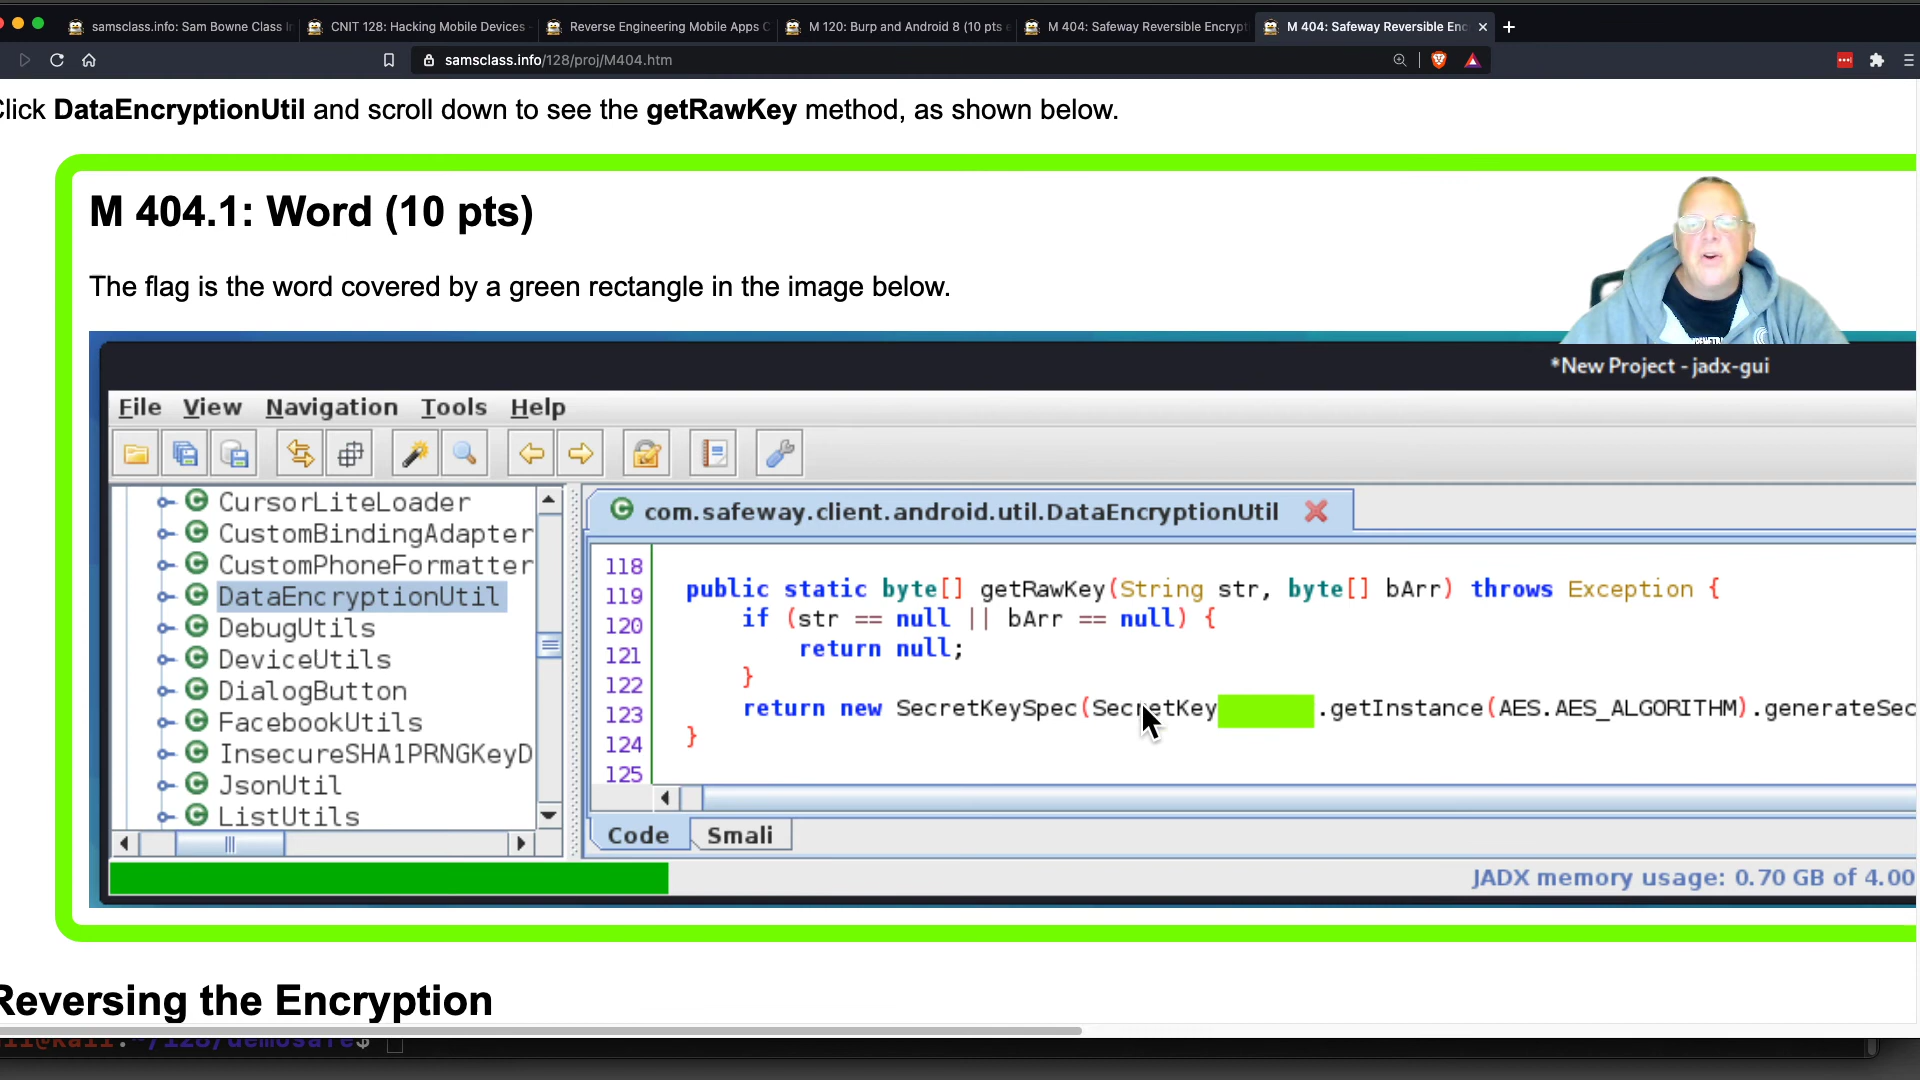 samsclass.info: Sam Bowne Class In
CNIT 128: Hacking Mobile Devices -
Reverse Engineering Mobile Apps C
M 120: Burp and Android 8 (10 pts e
M 404: Safeway Reversible Encrypt
M 404: Safeway Reversible Enc
samsclass.info/128/proj/M404.htm
Click DataEncryptionUtil and scroll down to see the getRawKey method, as shown below.
M 404.1: Word (10 pts)
The flag is the word covered by a green rectangle in the image below.
*New Project - jadx-gui
File View Navigation Tools Help
CursorLiteLoader
CustomBindingAdapter
CustomPhoneFormatter
DataEncryptionUtil
DebugUtils
DeviceUtils
DialogButton
FacebookUtils
InsecureSHA1PRNGKeyD
JsonUtil
ListUtils
com.safeway.client.android.util.DataEncryptionUtil
118
119 public static byte[] getRawKey(String str, byte[] bArr) throws Exception {
120 if (str == null || bArr == null) {
121 return null;
122 }
123 return new SecretKeySpec(SecretKey .getInstance(AES.AES_ALGORITHM).generateSec
124 }
125
Code Smali
JADX memory usage: 0.70 GB of 4.00
Reversing the Encryption